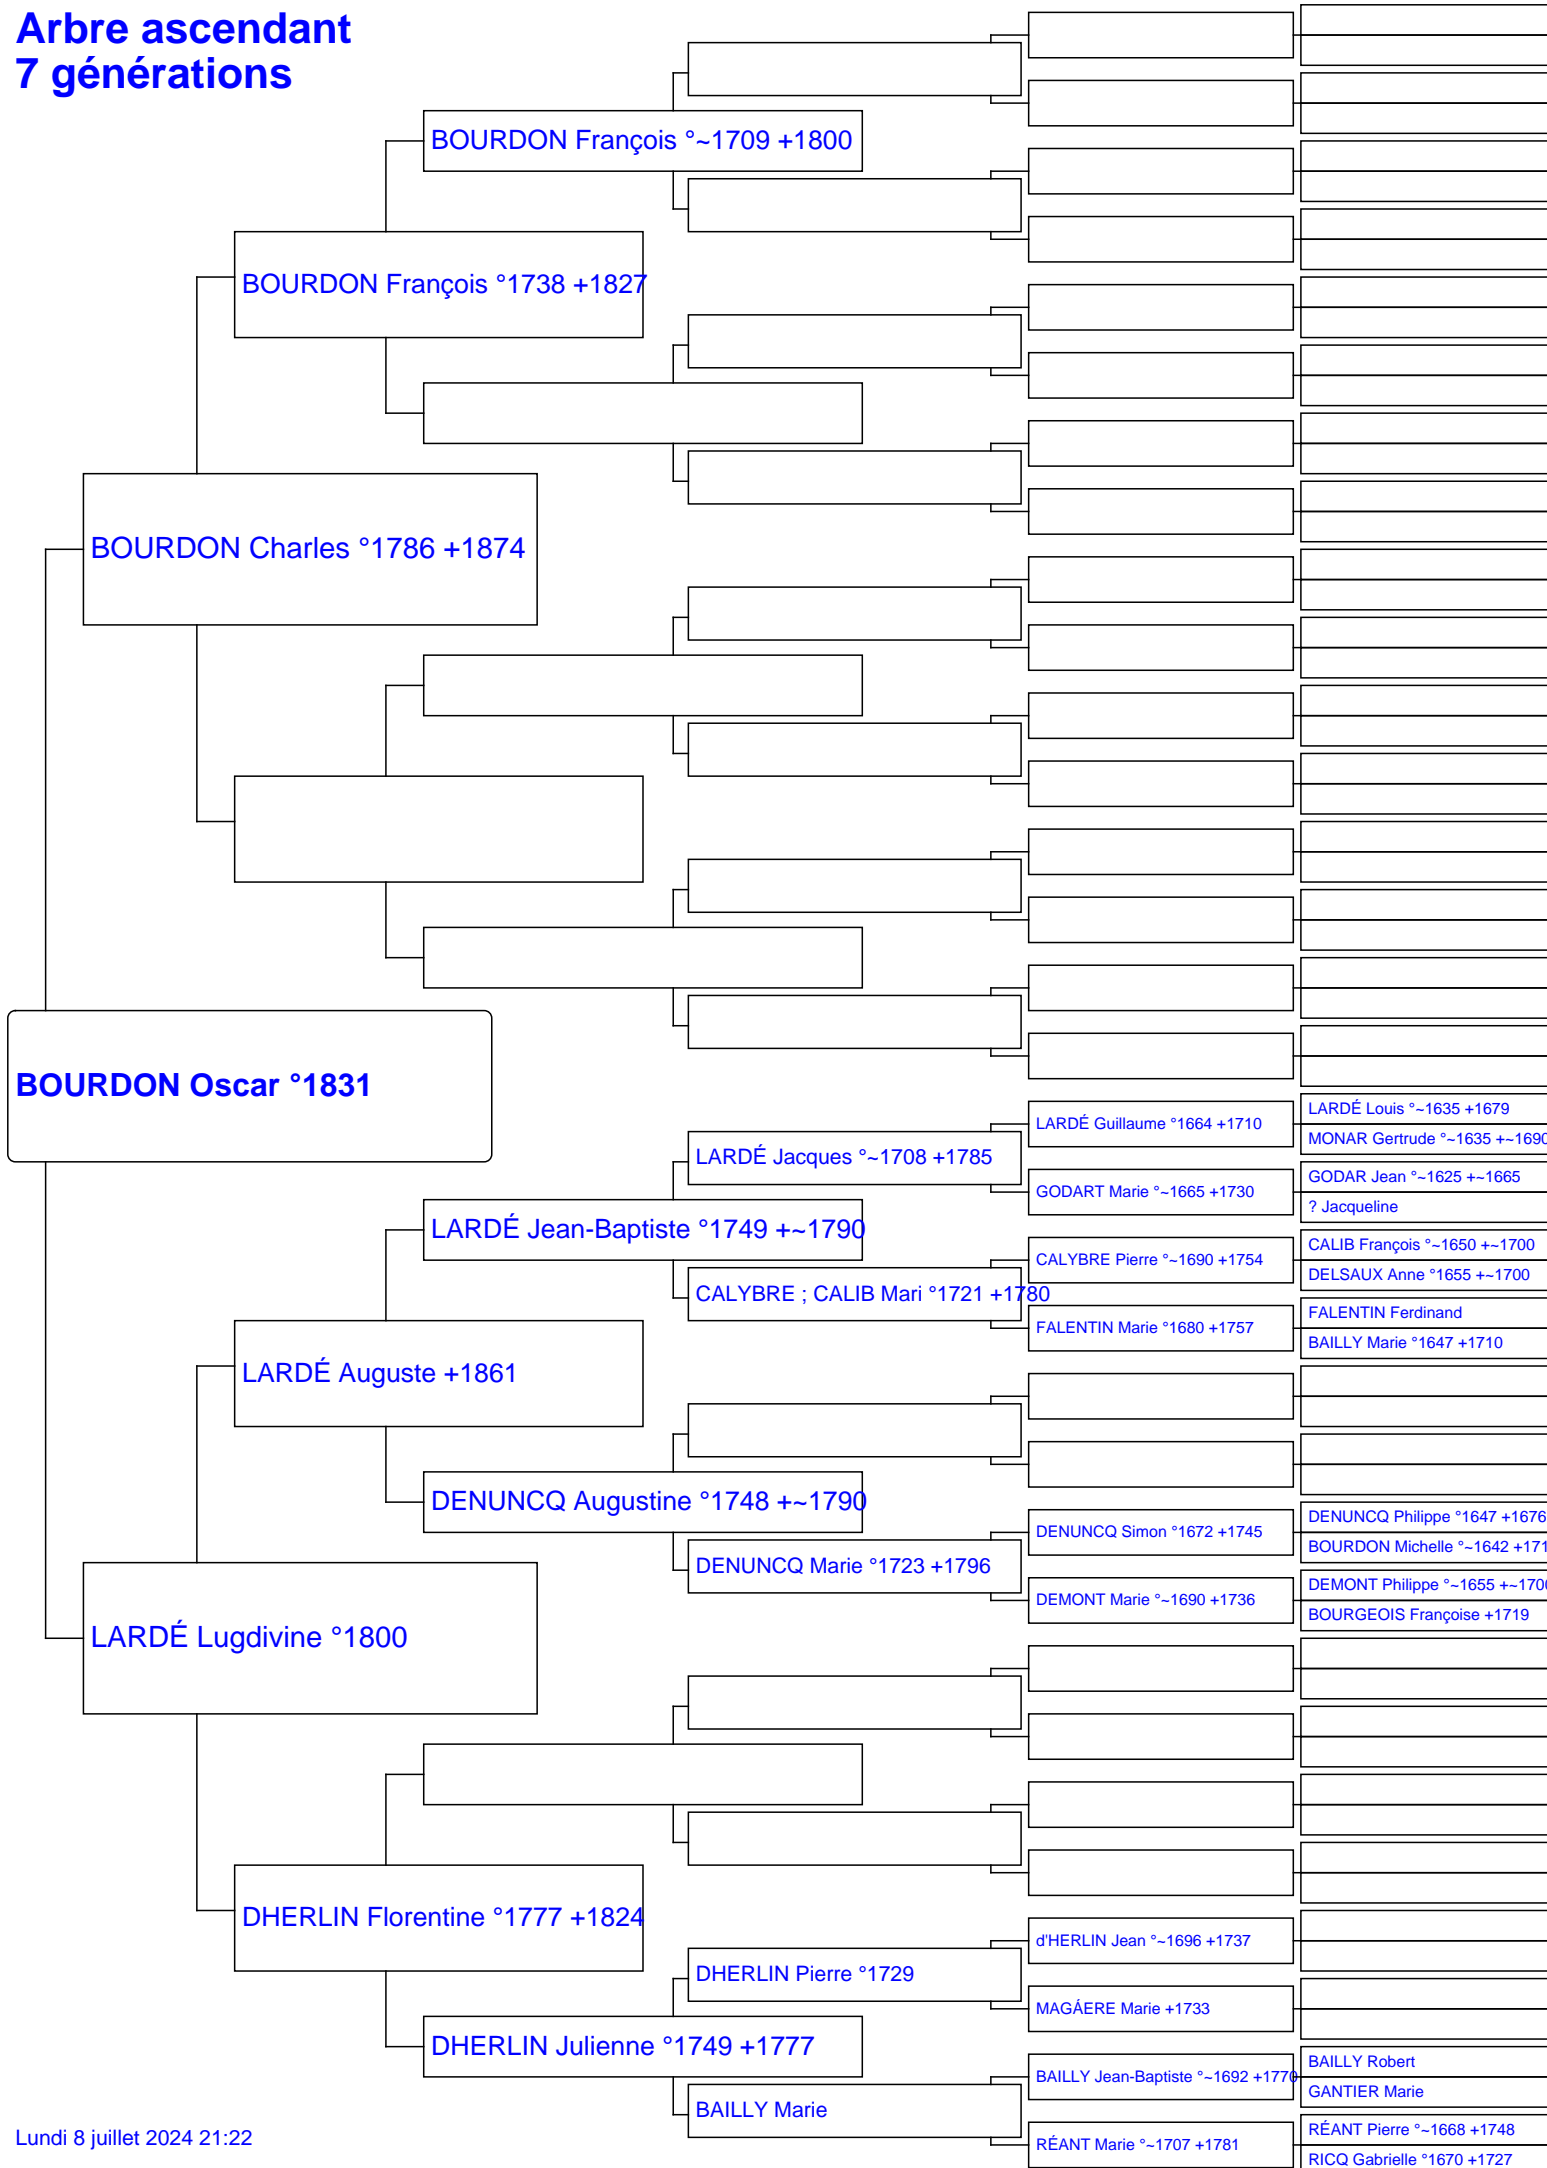 Arbre ascendant
7 générations
BOURDON François °~1709 +1800
BOURDON François °1738 +1827
BOURDON Charles °1786 +1874
BOURDON Oscar °1831
LARDÉ Louis °~1635 +1679
LARDÉ Guillaume °1664 +1710
MONAR Gertrude °~1635 +~1690
LARDÉ Jacques °~1708 +1785
GODAR Jean °~1625 +~1665
GODART Marie °~1665 +1730
? Jacqueline
LARDÉ Jean-Baptiste °1749 +~1790
CALIB François °~1650 +~1700
CALYBRE Pierre °~1690 +1754
DELSAUX Anne °1655 +~1700
CALYBRE ; CALIB Mari °1721 +1780
FALENTIN Ferdinand
FALENTIN Marie °1680 +1757
BAILLY Marie °1647 +1710
LARDÉ Auguste +1861
DENUNCQ Augustine °1748 +~1790
DENUNCQ Philippe °1647 +1676
DENUNCQ Simon °1672 +1745
BOURDON Michelle °~1642 +171
DENUNCQ Marie °1723 +1796
DEMONT Philippe °~1655 +~1700
DEMONT Marie °~1690 +1736
BOURGEOIS Françoise +1719
LARDÉ Lugdivine °1800
DHERLIN Florentine °1777 +1824
d'HERLIN Jean °~1696 +1737
DHERLIN Pierre °1729
MAGÁERE Marie +1733
DHERLIN Julienne °1749 +1777
BAILLY Robert
BAILLY Jean-Baptiste °~1692 +1770
GANTIER Marie
BAILLY Marie
RÉANT Pierre °~1668 +1748
RÉANT Marie °~1707 +1781
RICQ Gabrielle °1670 +1727
Lundi 8 juillet 2024 21:22